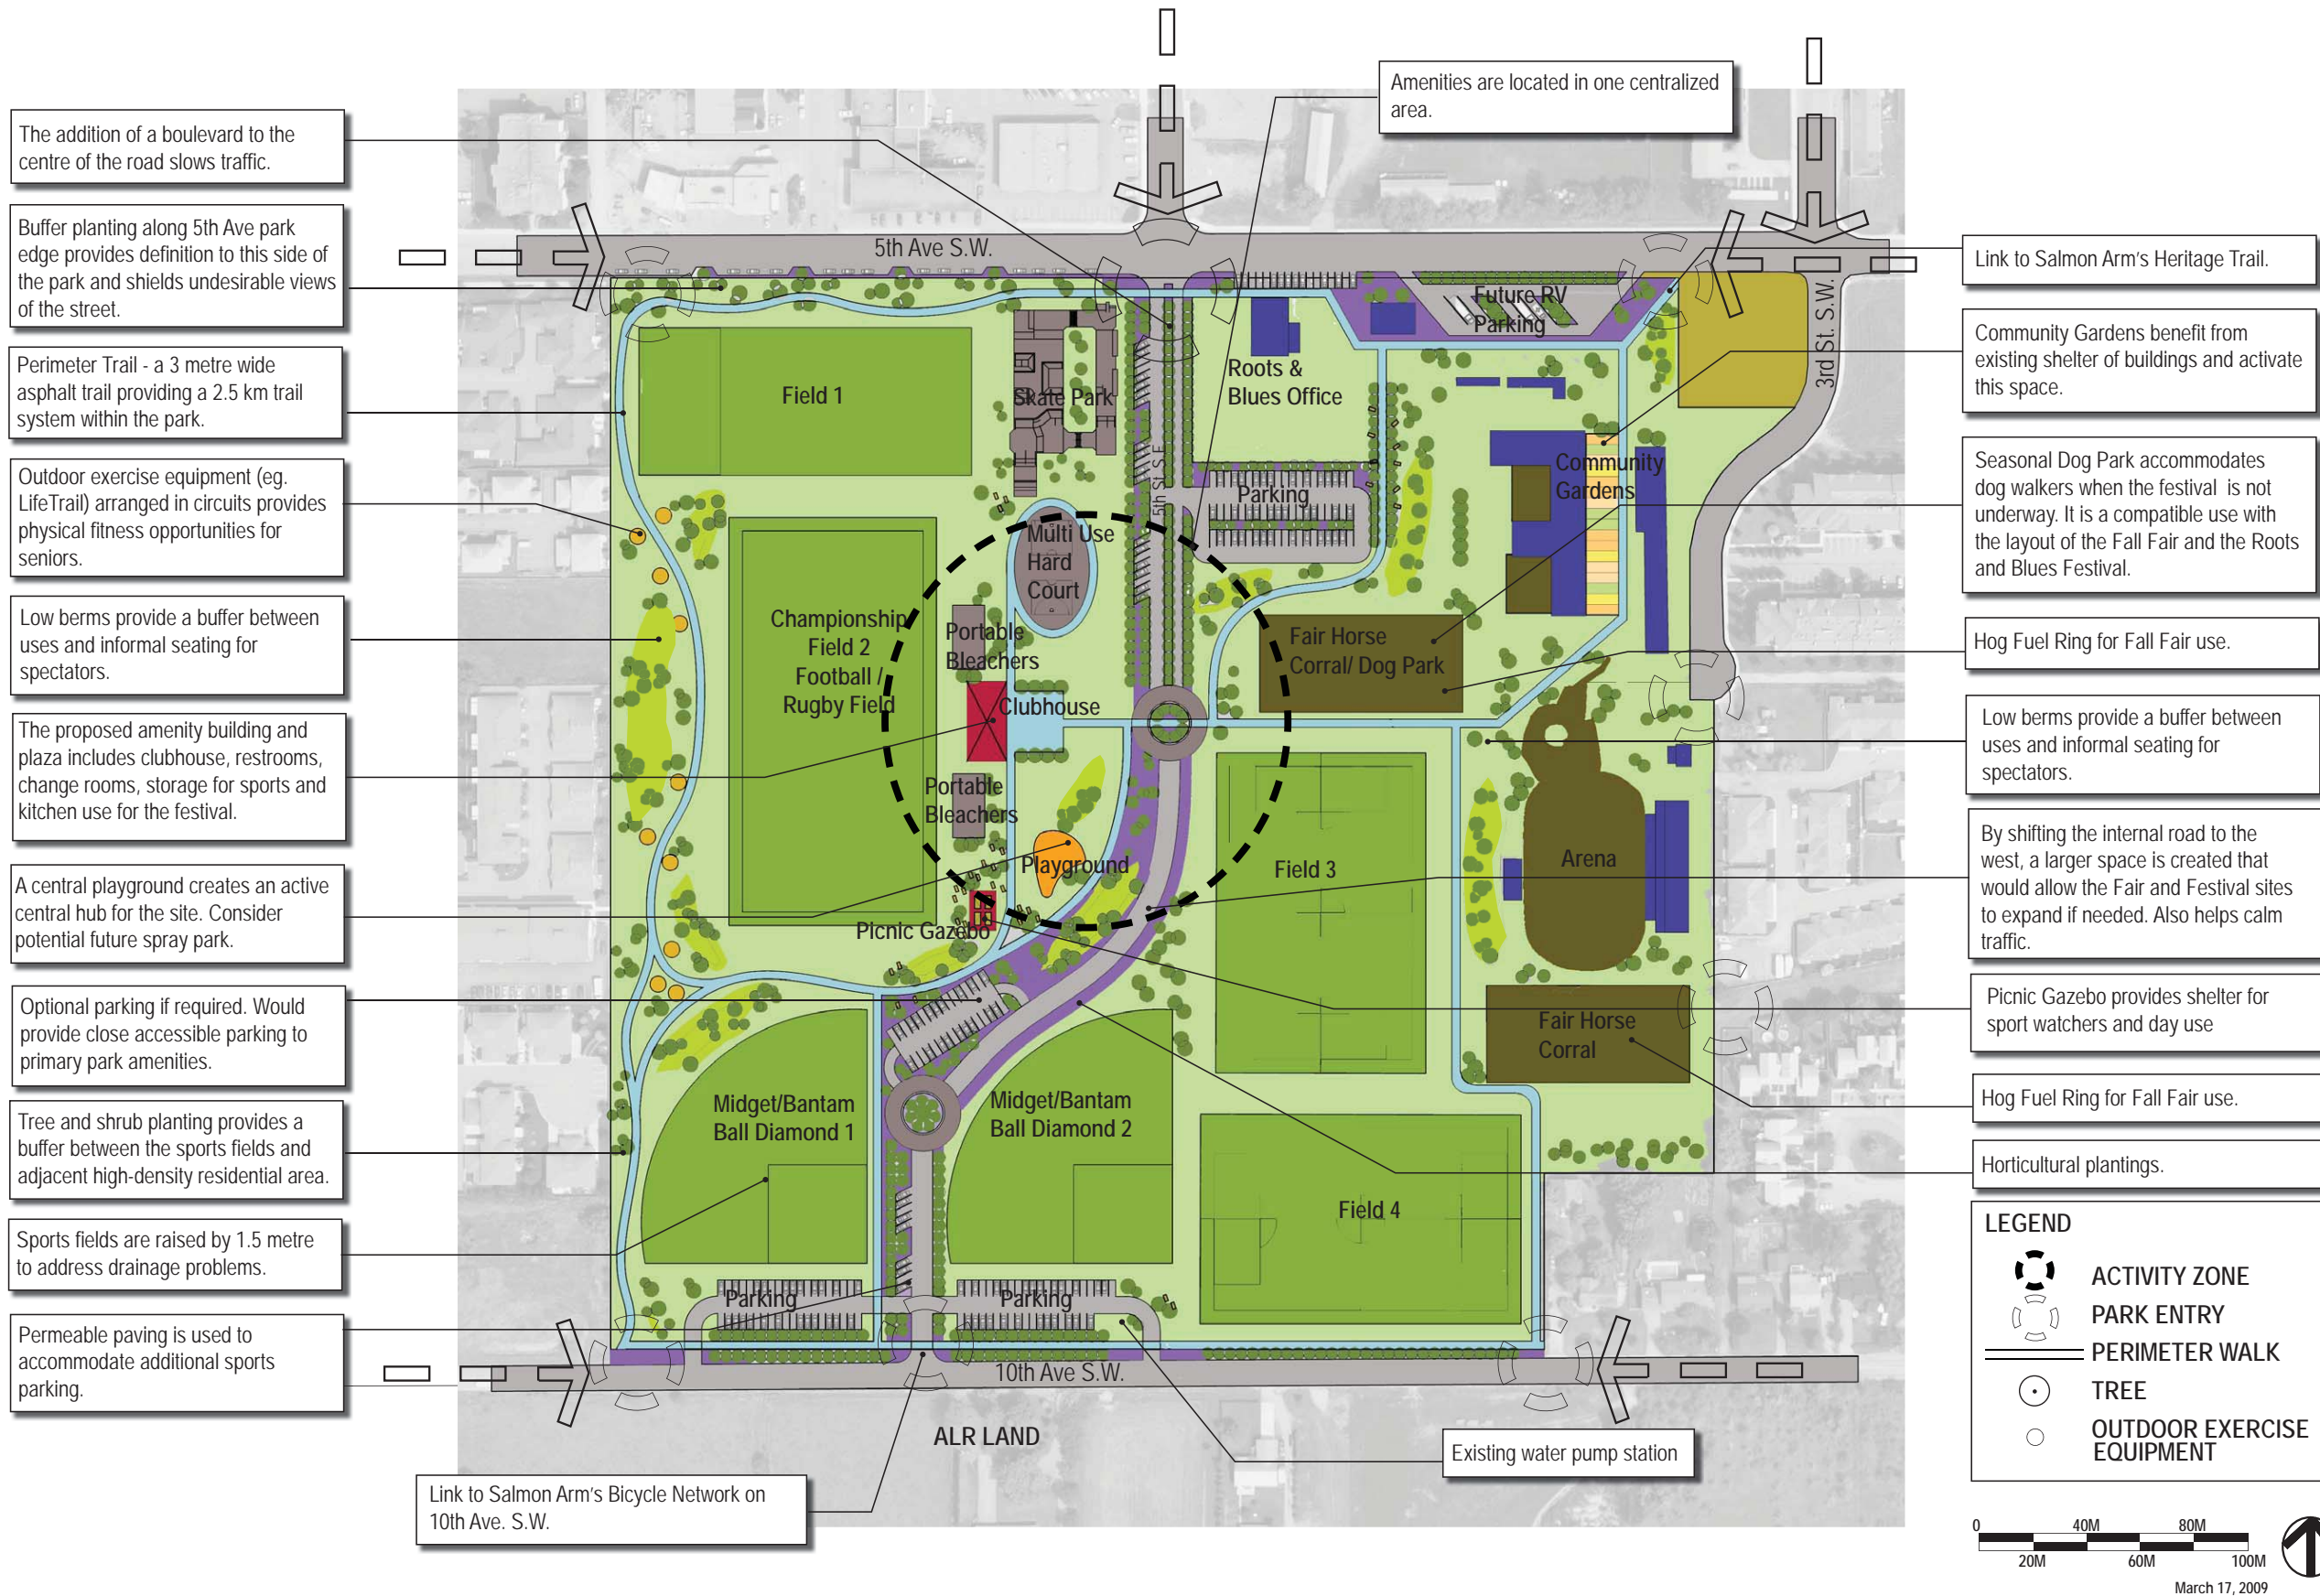 Amenities are located in one centralized
area.
The addition of a boulevard to the
centre of the road slows traffic.
Buffer planting along 5th Ave park
edge provides definition to this side of
the park and shields undesirable views
of the street.
Perimeter Trail - a 3 metre wide
asphalt trail providing a 2.5 km trail
system within the park.
Outdoor exercise equipment (eg.
LifeTrail) arranged in circuits provides
physical fitness opportunities for
seniors.
Low berms provide a buffer between
uses and informal seating for
spectators.
The proposed amenity building and
plaza includes clubhouse, restrooms,
change rooms, storage for sports and
kitchen use for the festival.
A central playground creates an active
central hub for the site. Consider
potential future spray park.
Optional parking if required. Would
provide close accessible parking to
primary park amenities.
Tree and shrub planting provides a
buffer between the sports fields and
adjacent high-density residential area.
Sports fields are raised by 1.5 metre
to address drainage problems.
Permeable paving is used to
accommodate additional sports
parking.
5th Ave S.W.
3rd St. S.W.
Future RV
Parking
Roots &
Blues Office
Field 1
Skate Park
5th St. S.E
Parking
Community
Gardens
Multi Use
Hard
Court
Championship
Field 2
Football /
Rugby Field
Portable
Bleachers
Fair Horse
Corral/ Dog Park
Clubhouse
Portable
Bleachers
Playground
Field 3
Arena
Picnic Gazebo
Fair Horse
Corral
Midget/Bantam
Ball Diamond 1
Midget/Bantam
Ball Diamond 2
Field 4
Parking
Parking
10th Ave S.W.
ALR LAND
Link to Salmon Arm's Bicycle Network on
10th Ave. S.W.
Existing water pump station
Link to Salmon Arm's Heritage Trail.
Community Gardens benefit from
existing shelter of buildings and activate
this space.
Seasonal Dog Park accommodates
dog walkers when the festival is not
underway. It is a compatible use with
the layout of the Fall Fair and the Roots
and Blues Festival.
Hog Fuel Ring for Fall Fair use.
Low berms provide a buffer between
uses and informal seating for
spectators.
By shifting the internal road to the
west, a larger space is created that
would allow the Fair and Festival sites
to expand if needed. Also helps calm
traffic.
Picnic Gazebo provides shelter for
sport watchers and day use
Hog Fuel Ring for Fall Fair use.
Horticultural plantings.
LEGEND
ACTIVITY ZONE
PARK ENTRY
PERIMETER WALK
TREE
OUTDOOR EXERCISE
EQUIPMENT
0 40M 80M
20M 60M 100M
March 17, 2009